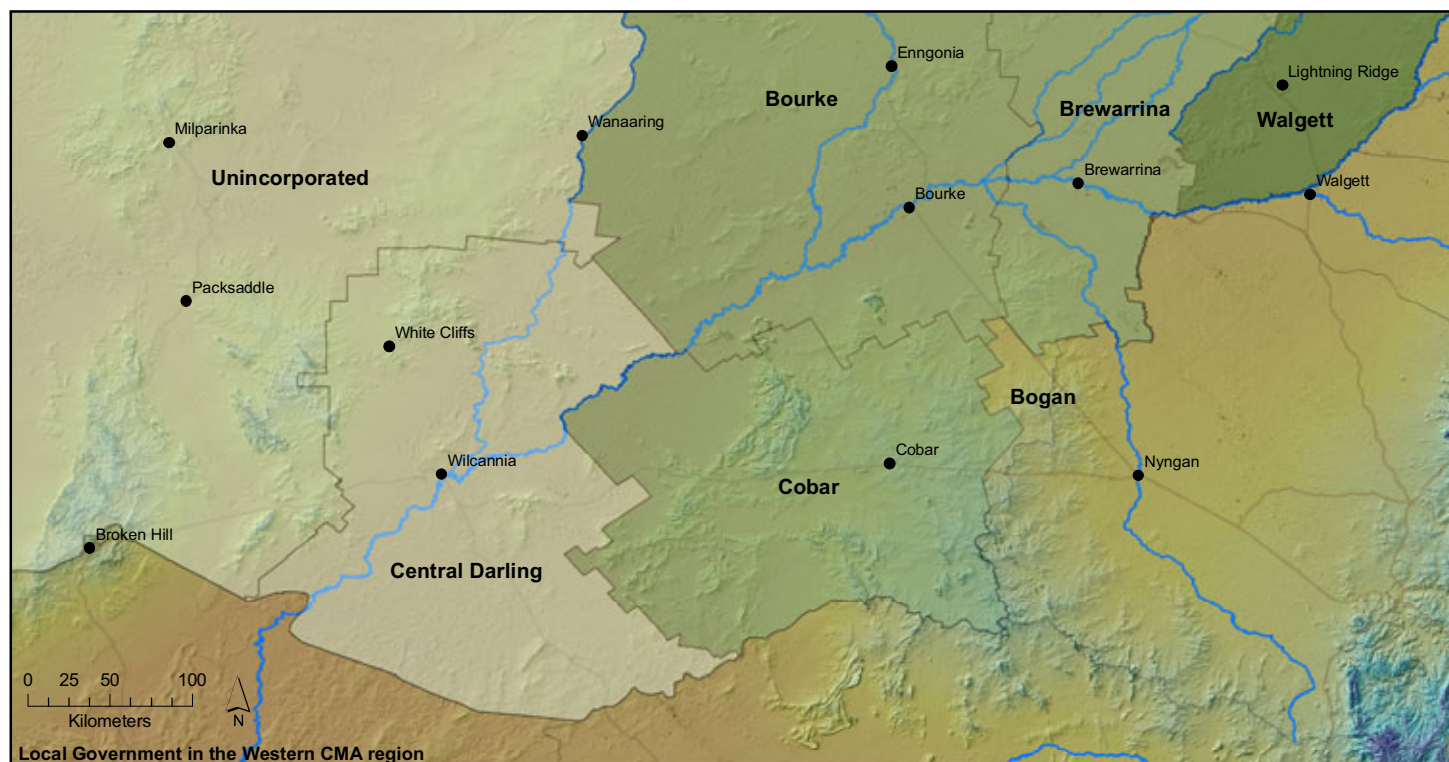 Enngonia
Lightning Ridge
Bourke
Brewarrina
Walgett
Wanaaring
Milparinka
Unincorporated
Brewarrina
Walgett
Bourke
Packsaddle
White Cliffs
Bogan
Wilcannia
Cobar
Nyngan
Cobar
Broken Hill
Central Darling
0 25 50 100
Kilometers
N
Local Government in the Western CMA region